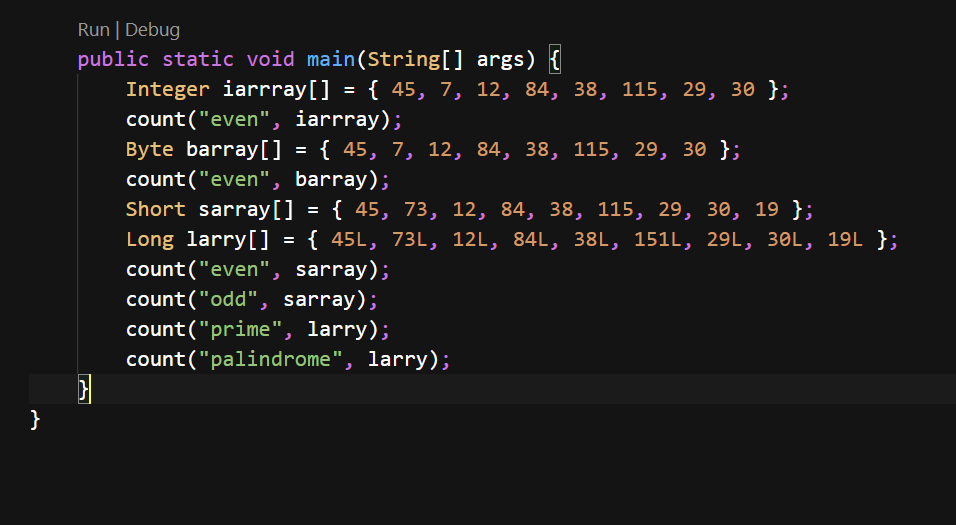 Run | Debug
public static void main(String[] args) {
Integer iarrray[] = { 45, 7, 12, 84, 38, 115, 29, 30 };
count("even", iarrray);
Byte barray[] = { 45, 7, 12, 84, 38, 115, 29, 30 };
count("even", barray);
Short sarray[] = { 45, 73, 12, 84, 38, 115, 29, 30, 19 };
Long larry[] = { 45L, 73L, 12L, 84L, 38L, 151L, 29L, 30L, 19L };
count("even", sarray);
count("odd", sarray);
count("prime", larry);
count("palindrome", larry);
}
}